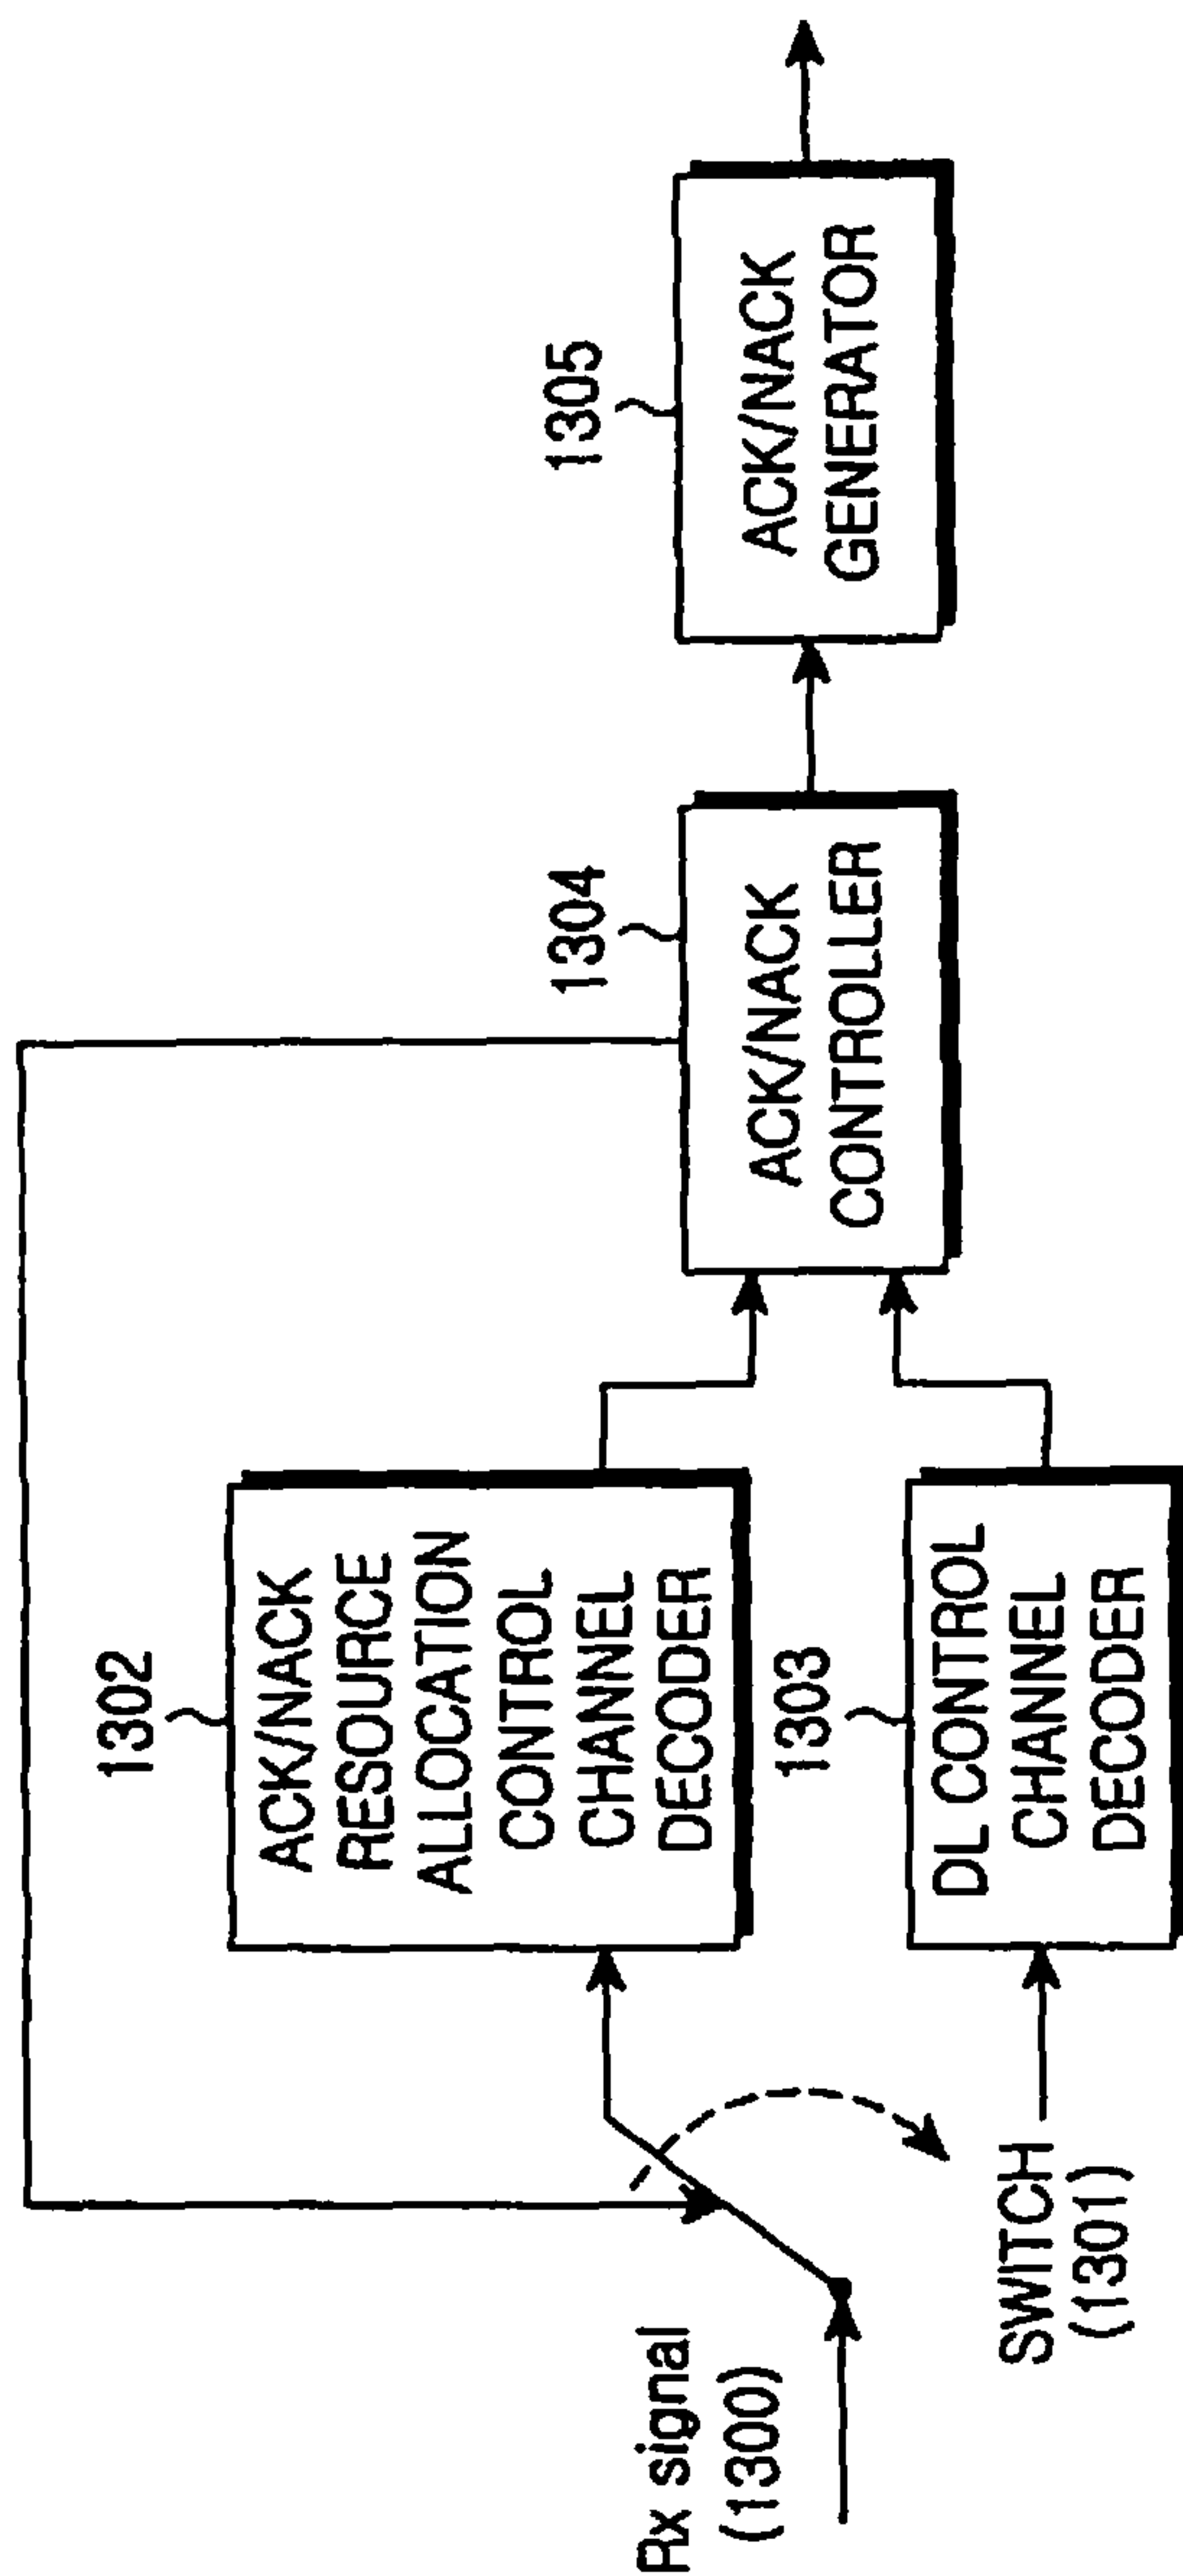 Rx signal
(1300)
SWITCH
(1301)
1302
ACK/NACK
RESOURCE
ALLOCATION
CONTROL
CHANNEL
DECODER
1303
DL CONTROL
CHANNEL
DECODER
1304
ACK/NACK
CONTROLLER
1305
ACK/NACK
GENERATOR